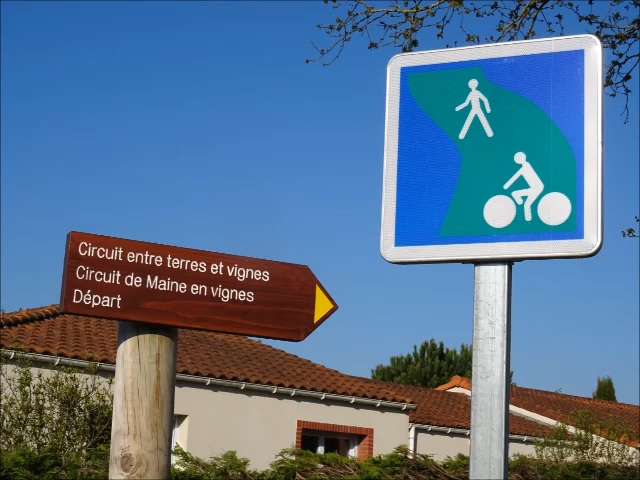 Circuit entre terres et vignes
Circuit de Maine en vignes
Départ